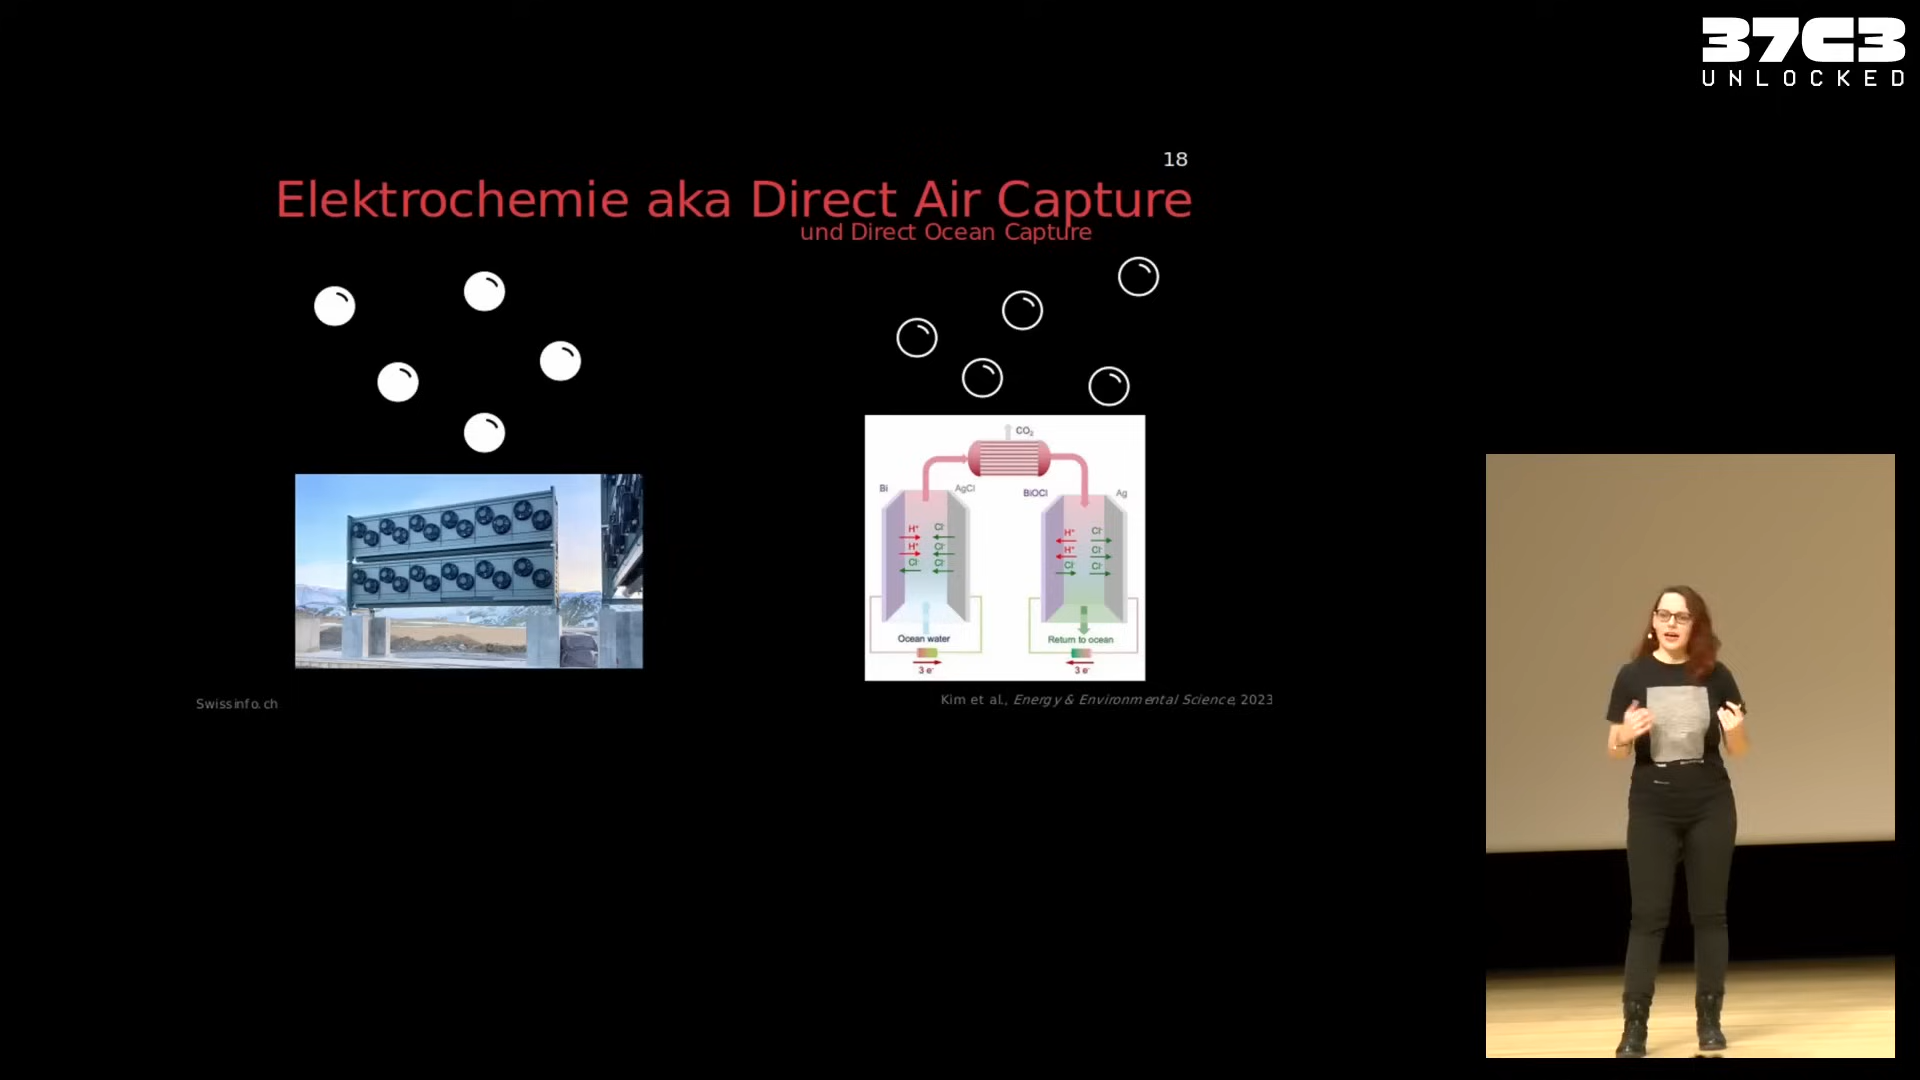 37C3
UNLOCKED
18
Elektrochemie aka Direct Air Capture
und Direct Ocean Capture
CO₂
Bi
AgCl
BiOCl
Ag
H⁺
Cl⁻
H⁺
Cl⁻
H⁺
Cl⁻
H⁺
Cl⁻
Cl⁻
Cl⁻
Cl⁻
Cl⁻
Ocean water
Return to ocean
3 e⁻
3 e⁻
Swissinfo.ch
Kim et al., Energy & Environmental Science, 2023